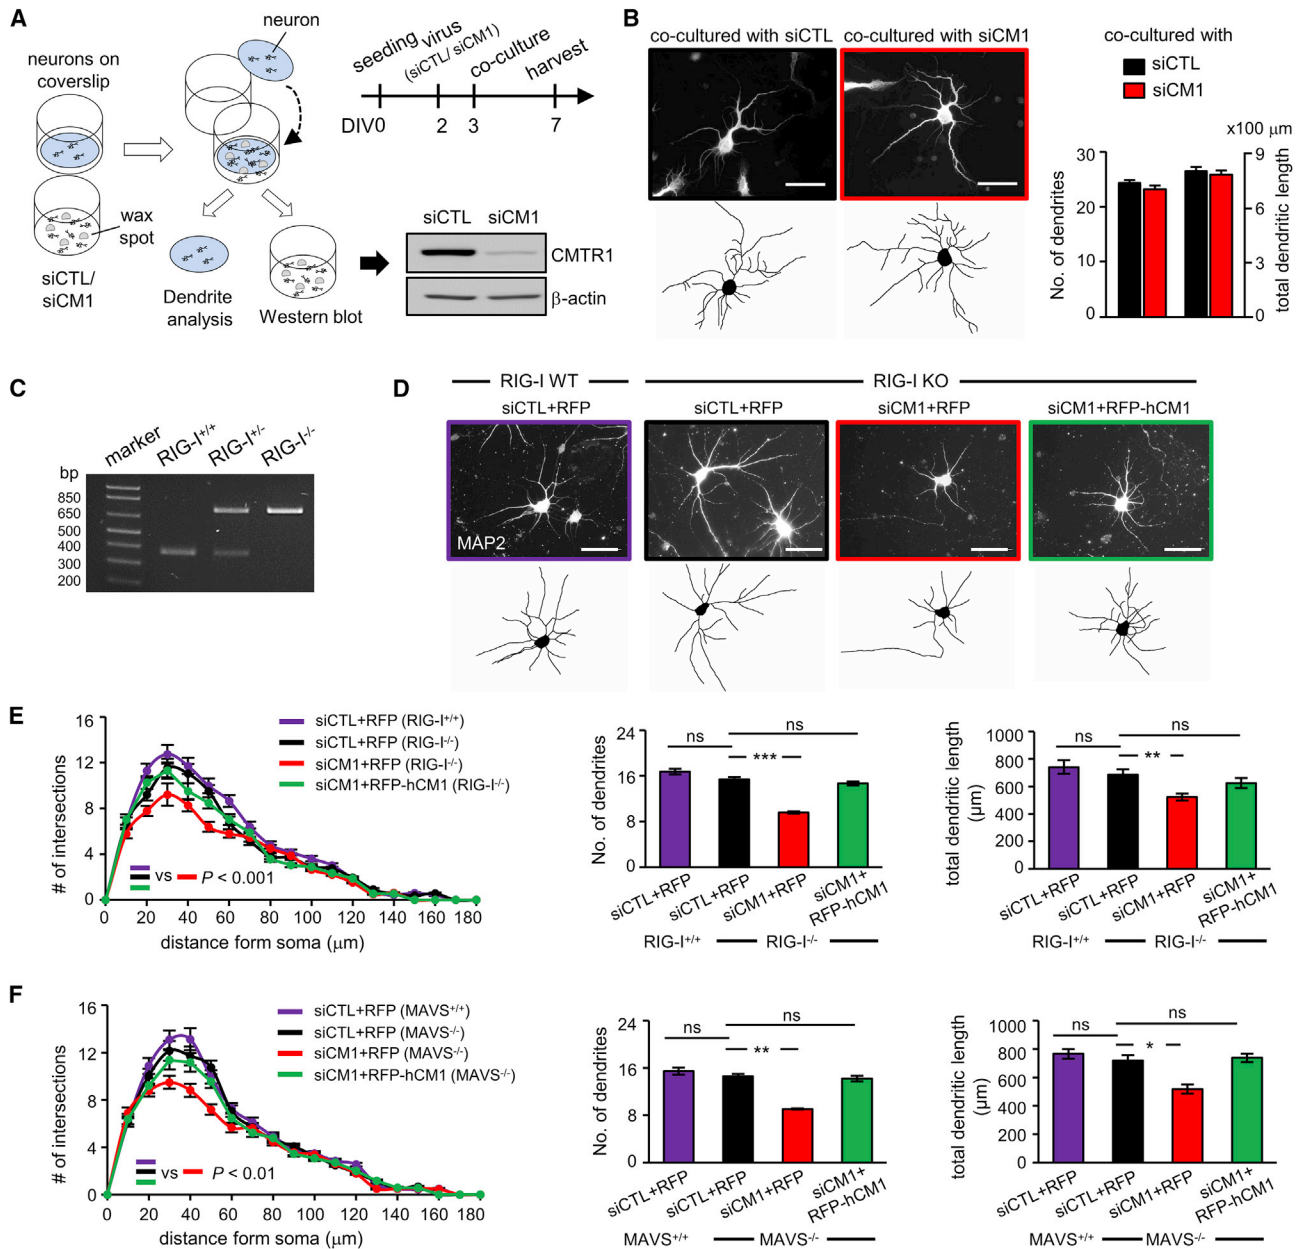 A
neurons on
coverslip
neuron
seeding
virus
(siCTL/ siCM1)
co-culture
harvest
DIV0
2
3
7
wax
spot
siCTL/
siCM1
Dendrite
analysis
Western blot
siCTL siCM1
CMTR1
β-actin
B
co-cultured with siCTL
co-cultured with siCM1
co-cultured with
siCTL
siCM1
x100 μm
No. of dendrites
30
20
10
0
9
6
3
0
total dendritic length
C
marker
RIG-I+/+
RIG-I+/-
RIG-I-/-
bp
850
650
500
400
300
200
D
RIG-I WT
RIG-I KO
siCTL+RFP
siCTL+RFP
siCM1+RFP
siCM1+RFP-hCM1
MAP2
E
# of intersections
16
12
8
4
0
siCTL+RFP (RIG-I+/+)
siCTL+RFP (RIG-I-/-)
siCM1+RFP (RIG-I-/-)
siCM1+RFP-hCM1 (RIG-I-/-)
vs P < 0.001
0 20 40 60 80 100 120 140 160 180
distance form soma (μm)
No. of dendrites
24
16
8
0
ns
ns
***
siCTL+RFP
siCTL+RFP
siCM1+RFP
siCM1+
RFP-hCM1
RIG-I+/+
RIG-I-/-
total dendritic length
(μm)
1000
800
600
400
200
0
ns
ns
**
siCTL+RFP
siCTL+RFP
siCM1+RFP
siCM1+
RFP-hCM1
RIG-I+/+
RIG-I-/-
F
# of intersections
16
12
8
4
0
siCTL+RFP (MAVS+/+)
siCTL+RFP (MAVS-/-)
siCM1+RFP (MAVS-/-)
siCM1+RFP-hCM1 (MAVS-/-)
vs P < 0.01
0 20 40 60 80 100 120 140 160 180
distance form soma (μm)
No. of dendrites
24
16
8
0
ns
ns
**
siCTL+RFP
siCTL+RFP
siCM1+RFP
siCM1+
RFP-hCM1
MAVS+/+
MAVS-/-
total dendritic length
(μm)
1000
800
600
400
200
0
ns
ns
*
siCTL+RFP
siCTL+RFP
siCM1+RFP
siCM1+
RFP-hCM1
MAVS+/+
MAVS-/-